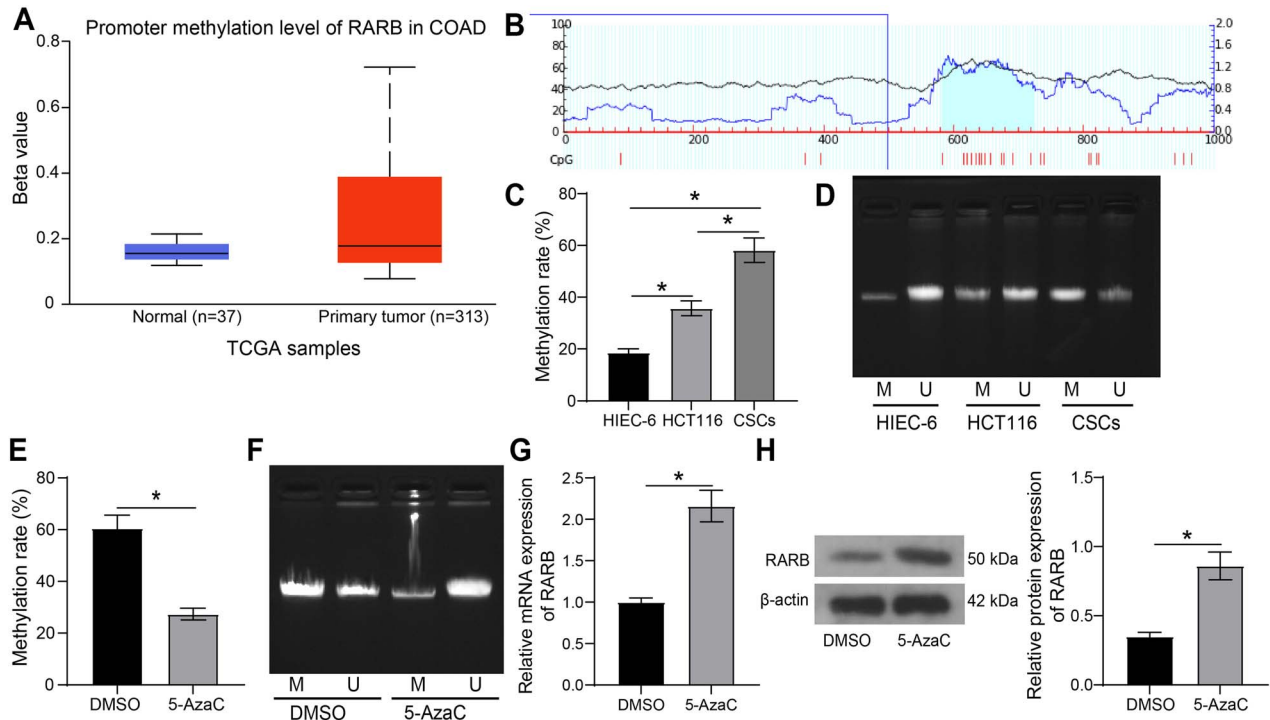 A
Promoter methylation level of RARB in COAD
0.8
0.6
0.4
0.2
0
Beta value
Normal (n=37)
Primary tumor (n=313)
TCGA samples
B
100
80
60
40
20
0
2.0
1.6
1.2
0.8
0.4
0.0
0
200
400
600
800
1000
CpG
C
Methylation rate (%)
80
60
40
20
0
*
*
*
HIEC-6
HCT116
CSCs
D
M U M U M U
HIEC-6 HCT116 CSCs
E
Methylation rate (%)
80
60
40
20
0
*
DMSO
5-AzaC
F
M U M U
DMSO 5-AzaC
G
Relative mRNA expression
of RARB
2.5
2.0
1.5
1.0
0.5
0.0
*
DMSO
5-AzaC
H
RARB
50 kDa
β-actin
42 kDa
DMSO
5-AzaC
Relative protein expression
of RARB
1.5
1.0
0.5
0.0
*
DMSO
5-AzaC